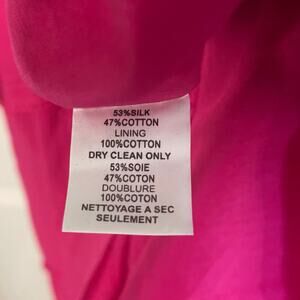 53%SILK
47%COTTON
LINING
100%COTTON
DRY CLEAN ONLY
53%SOIE
47%COTON
DOUBLURE
100%COTON
NETTOYAGE A SEC
SEULEMENT